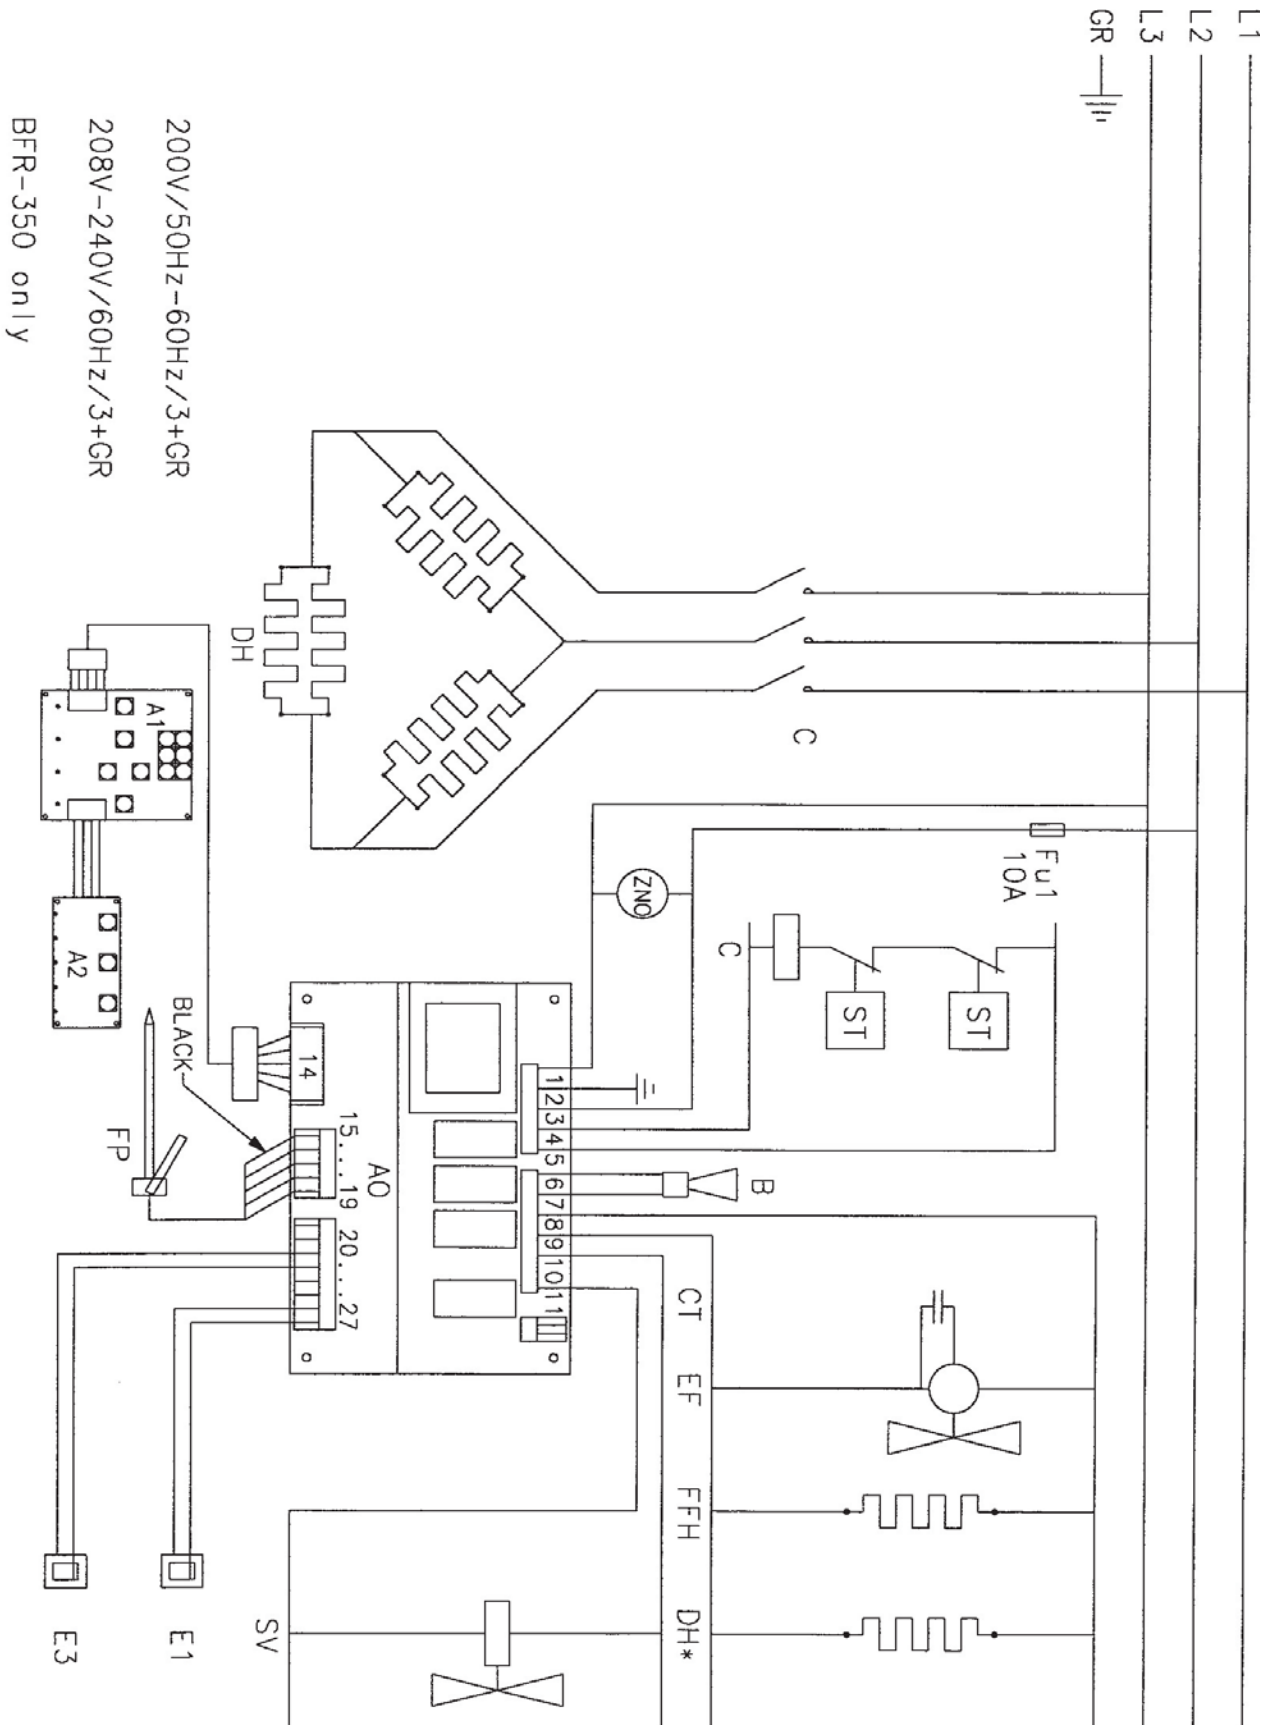 L1
L2
L3
GR
200V/50Hz-60Hz/3+GR
208V-240V/60Hz/3+GR
BFR-350 only
Fu1
10A
C
ZNO
C
ST
ST
DH
A1
A2
BLACK
FP
14
15...19
20...27
A0
1 2 3 4 5 6 7 8 9 10 11
B
CT
EF
FFH
DH*
SV
E1
E3